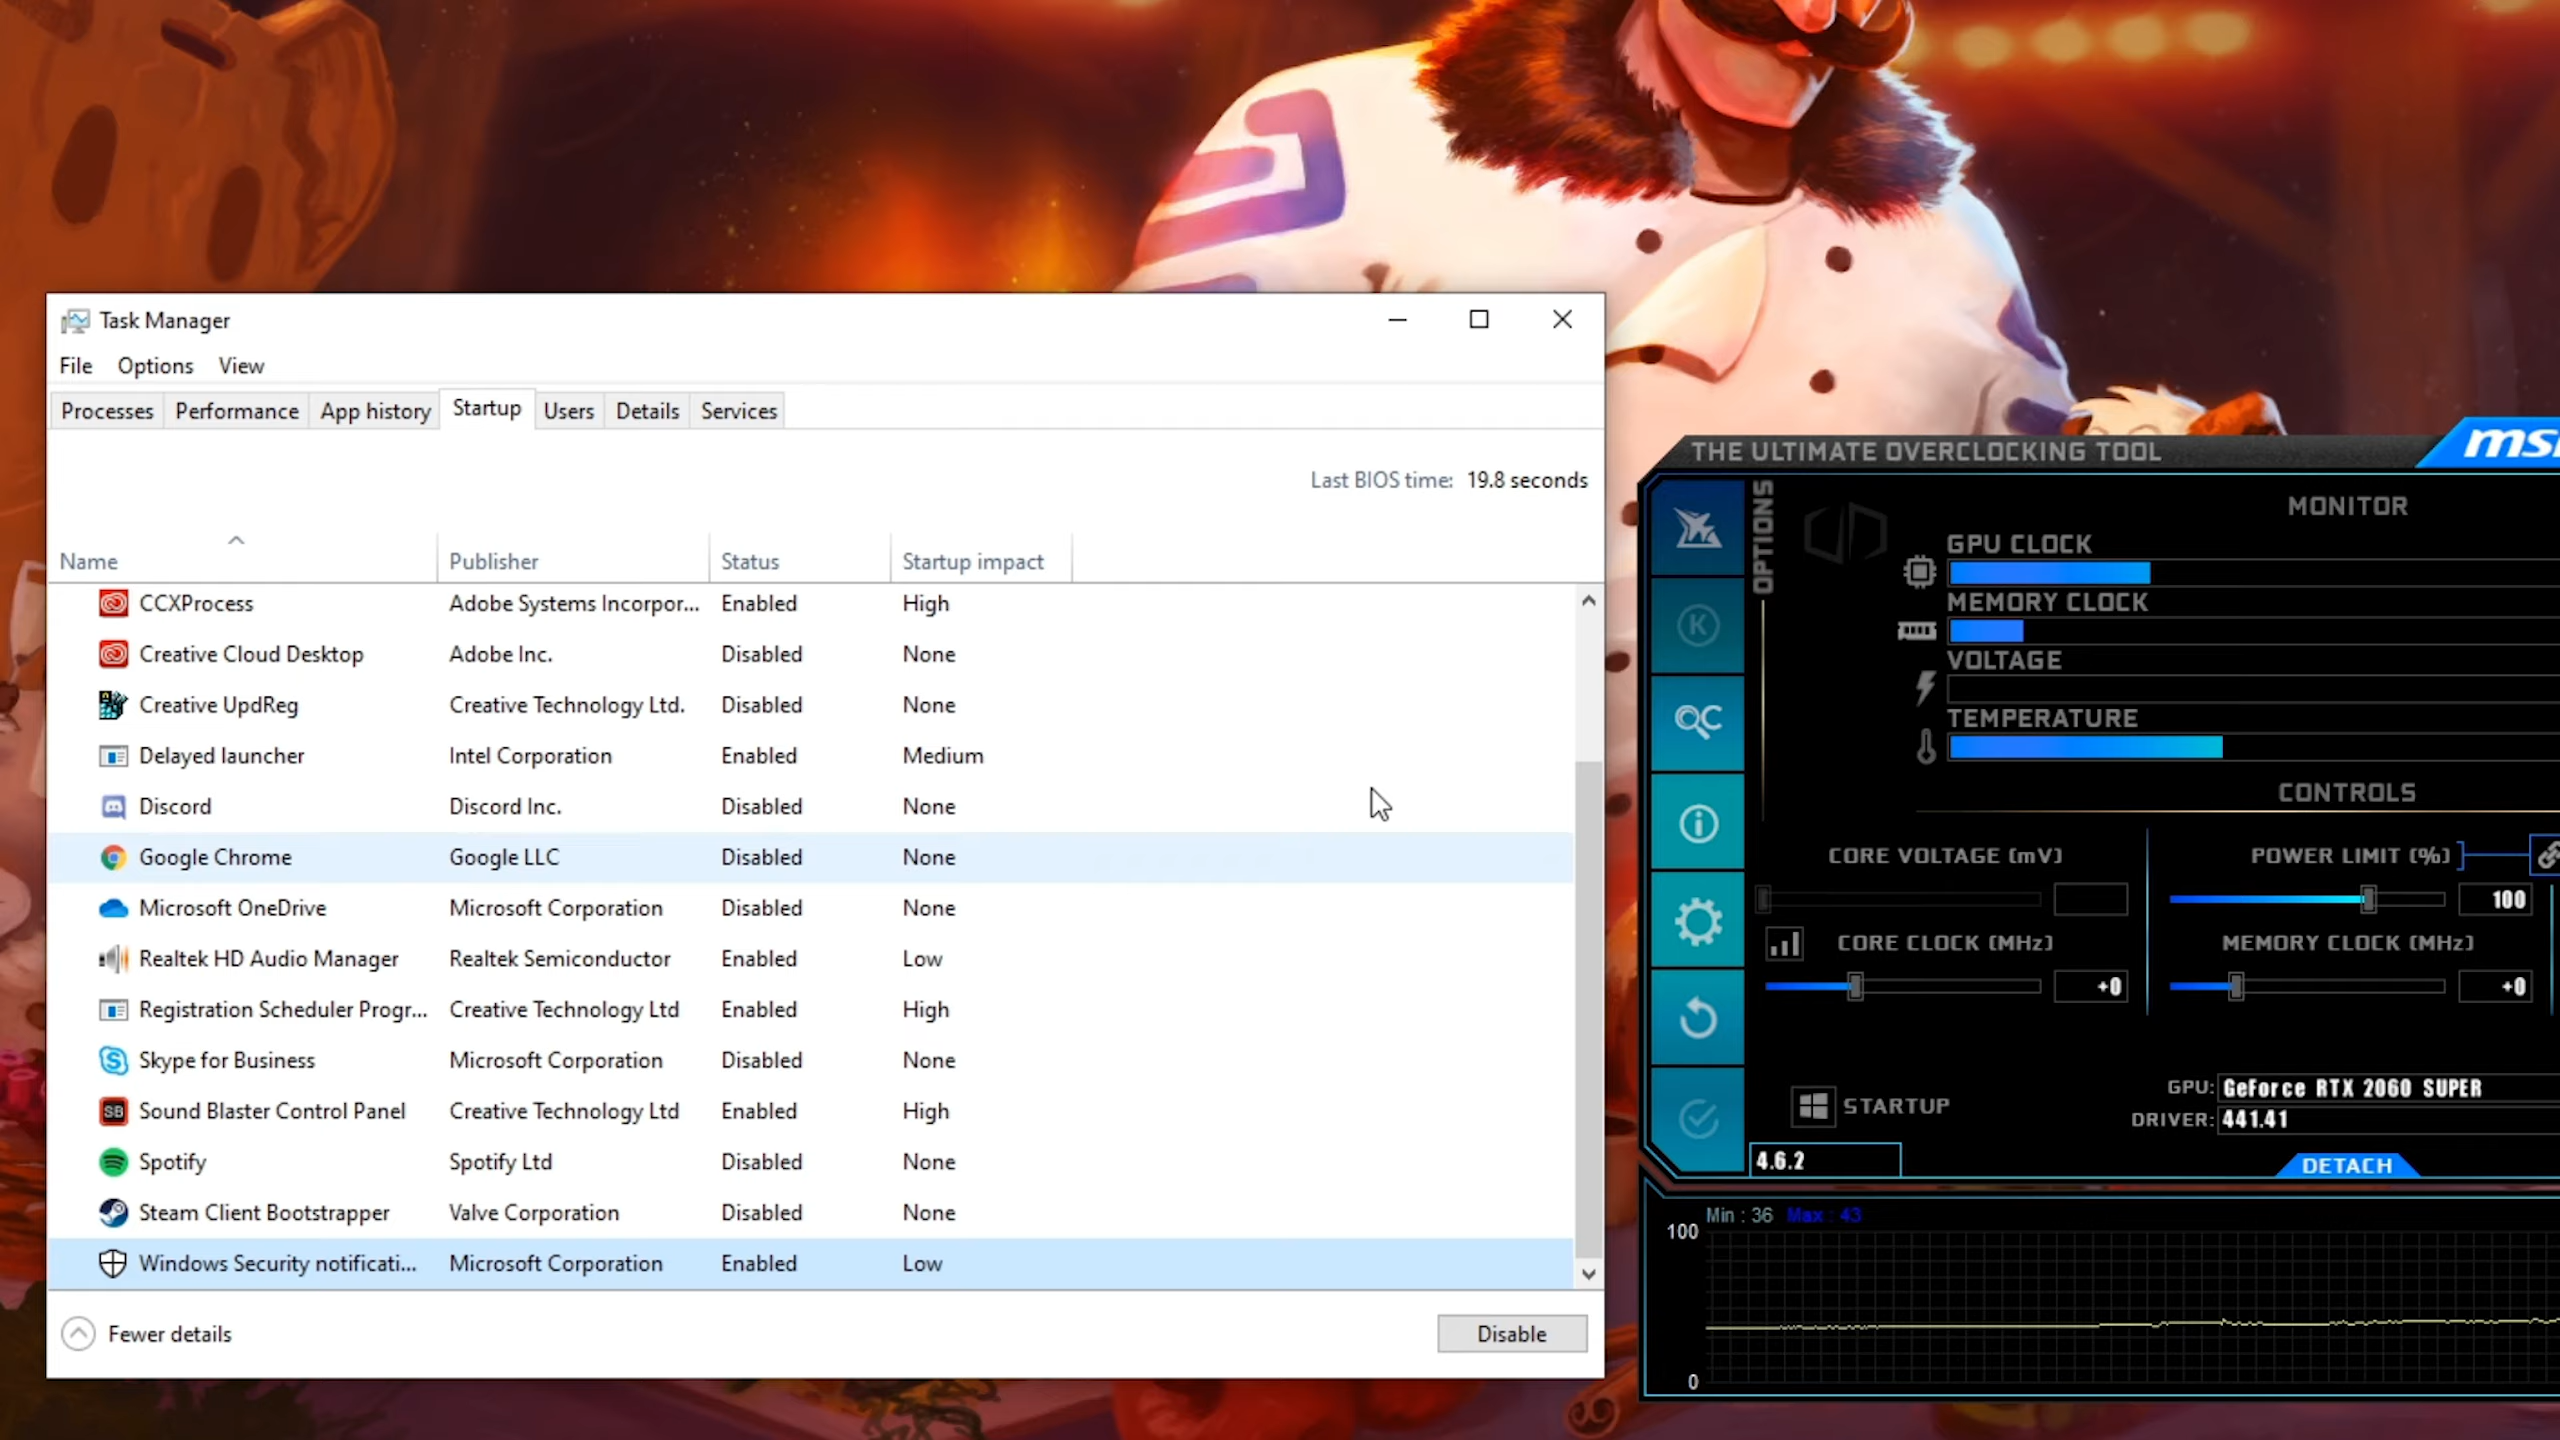 Task Manager
File Options View
Processes Performance App history Startup Users Details Services
Last BIOS time: 19.8 seconds
Name Publisher Status Startup impact
CCXProcess Adobe Systems Incorpor... Enabled High
Creative Cloud Desktop Adobe Inc. Disabled None
Creative UpdReg Creative Technology Ltd. Disabled None
Delayed launcher Intel Corporation Enabled Medium
Discord Discord Inc. Disabled None
Google Chrome Google LLC Disabled None
Microsoft OneDrive Microsoft Corporation Disabled None
Realtek HD Audio Manager Realtek Semiconductor Enabled Low
Registration Scheduler Progr... Creative Technology Ltd Enabled High
Skype for Business Microsoft Corporation Disabled None
SB Sound Blaster Control Panel Creative Technology Ltd Enabled High
Spotify Spotify Ltd Disabled None
Steam Client Bootstrapper Valve Corporation Disabled None
Windows Security notificati... Microsoft Corporation Enabled Low
Fewer details
Disable
THE ULTIMATE OVERCLOCKING TOOL
msi
OPTIONS
K
MONITOR
GPU CLOCK
MEMORY CLOCK
VOLTAGE
TEMPERATURE
CONTROLS
CORE VOLTAGE (mV) POWER LIMIT (%)
100
CORE CLOCK (MHz) MEMORY CLOCK (MHz)
+0 +0
STARTUP
GPU: GeForce RTX 2060 SUPER
DRIVER: 441.41
4.6.2
DETACH
Min : 36 Max : 43
100
0